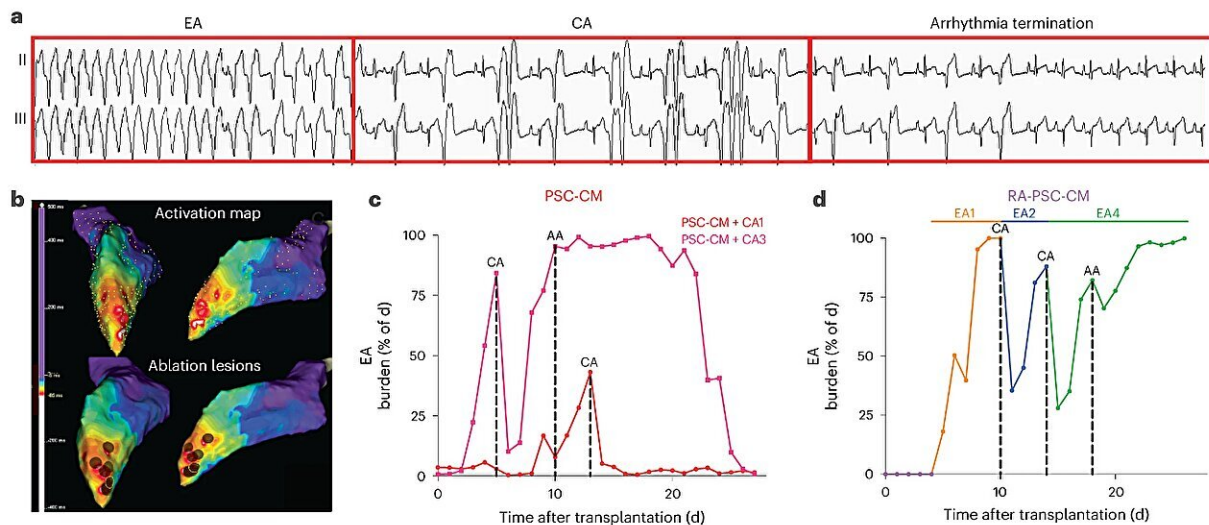 a
EA
CA
Arrhythmia termination
II
III
b
Activation map
Ablation lesions
c
PSC-CM
PSC-CM + CA1
PSC-CM + CA3
EA
burden (% of d)
100
75
50
25
0
CA
AA
CA
0
10
20
Time after transplantation (d)
d
RA-PSC-CM
EA1
EA2
EA4
EA
burden (% of d)
100
75
50
25
0
CA
CA
AA
0
10
20
Time after transplantation (d)